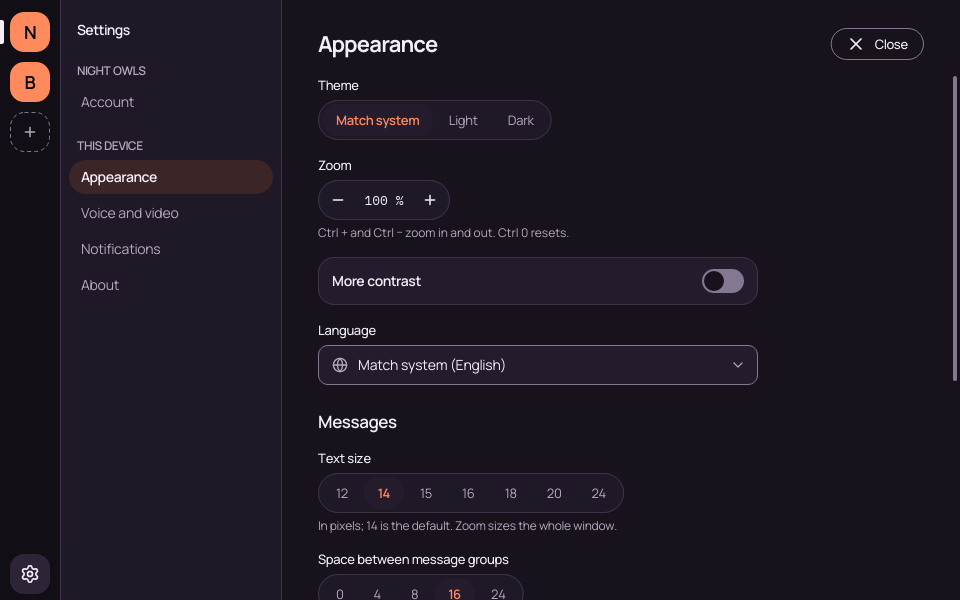 N
B
Settings
NIGHT OWLS
Account
THIS DEVICE
Appearance
Voice and video
Notifications
About
Appearance
Close
Theme
Match system
Light
Dark
Zoom
100 %
Ctrl + and Ctrl − zoom in and out. Ctrl 0 resets.
More contrast
Language
Match system (English)
Messages
Text size
12
14
15
16
18
20
24
In pixels; 14 is the default. Zoom sizes the whole window.
Space between message groups
0
4
8
16
24